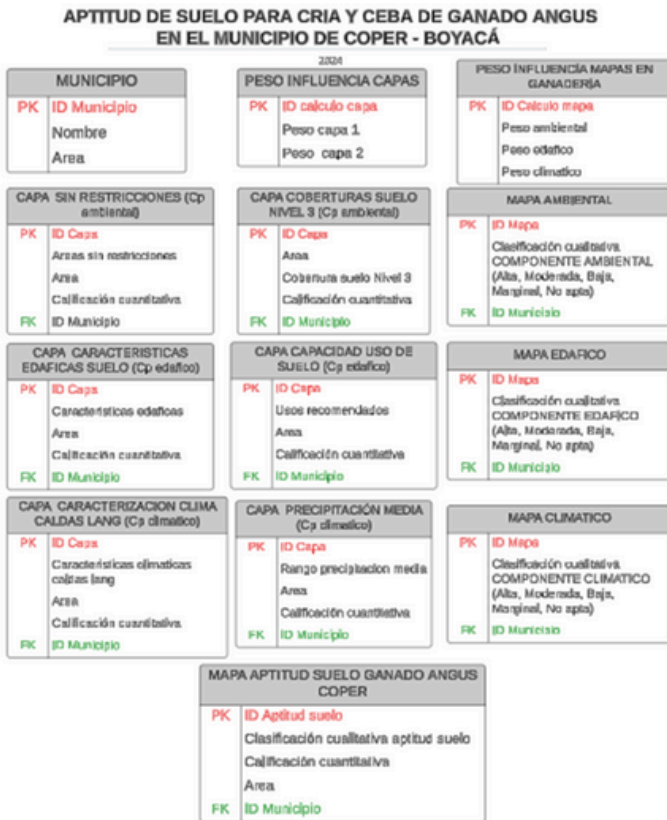 APTITUD DE SUELO PARA CRIA Y CEBA DE GANADO ANGUS
EN EL MUNICIPIO DE COPER - BOYACÁ
2024
MUNICIPIO
PK ID Municipio
Nombre
Area
PESO INFLUENCIA CAPAS
PK ID calculo capa
Peso capa 1
Peso capa 2
PESO INFLUENCIA MAPAS EN
GANADERÍA
PK ID Calculo mapa
Peso ambiental
Peso edafico
Peso climatico
CAPA SIN RESTRICCIONES (Cp
ambiental)
PK ID Capa
Areas sin restricciones
Area
Calificación cuantitativa
FK ID Municipio
CAPA COBERTURAS SUELO
NIVEL 3 (Cp ambiental)
PK ID Capa
Area
Cobertura suelo Nivel 3
Calificación cuantitativa
FK ID Municipio
MAPA AMBIENTAL
PK ID Mapa
Clasificación cualitativa
COMPONENTE AMBIENTAL
(Alta, Moderada, Baja,
Marginal, No apta)
FK ID Municipio
CAPA CARACTERISTICAS
EDAFICAS SUELO (Cp edafico)
PK ID Capa
Caracteristicas edaficas
Area
Calificación cuantitativa
FK ID Municipio
CAPA CAPACIDAD USO DE
SUELO (Cp edafico)
PK ID Capa
Usos recomendados
Area
Calificación cuantitativa
FK ID Municipio
MAPA EDAFICO
PK ID Mapa
Clasificación cualitativa
COMPONENTE EDAFICO
(Alta, Moderada, Baja,
Marginal, No apta)
FK ID Municipio
CAPA CARACTERIZACION CLIMA
CALDAS LANG (Cp climatico)
PK ID Capa
Caracteristicas climaticas
caldas lang
Area
Calificación cuantitativa
FK ID Municipio
CAPA PRECIPITACIÓN MEDIA
(Cp climatico)
PK ID Capa
Rango precipitacion media
Area
Calificación cuantitativa
FK ID Municipio
MAPA CLIMATICO
PK ID Mapa
Clasificación cualitativa
COMPONENTE CLIMATICO
(Alta, Moderada, Baja,
Marginal, No apta)
FK ID Municipio
MAPA APTITUD SUELO GANADO ANGUS
COPER
PK ID Aptitud suelo
Clasificación cualitativa aptitud suelo
Calificación cuantitativa
Area
FK ID Municipio